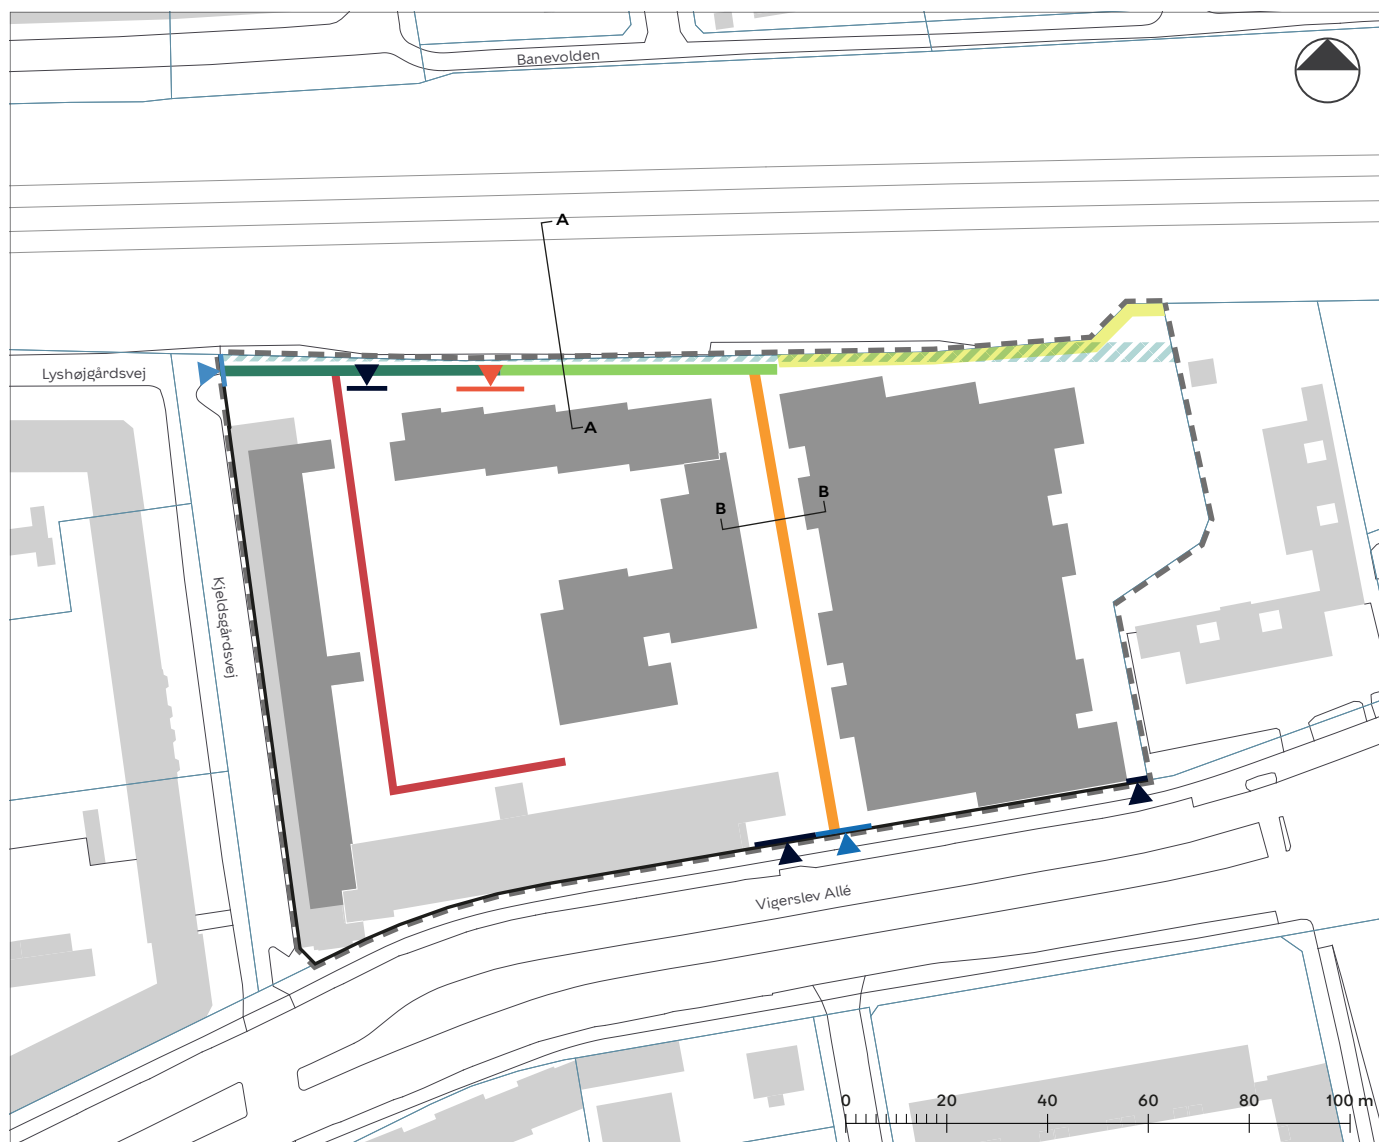 Banevolden
A
Lyshøjgårdsvej
A
B
B
Kjeldsgårdsvej
Vigerslev Allé
0 20 40 60 80 100 m